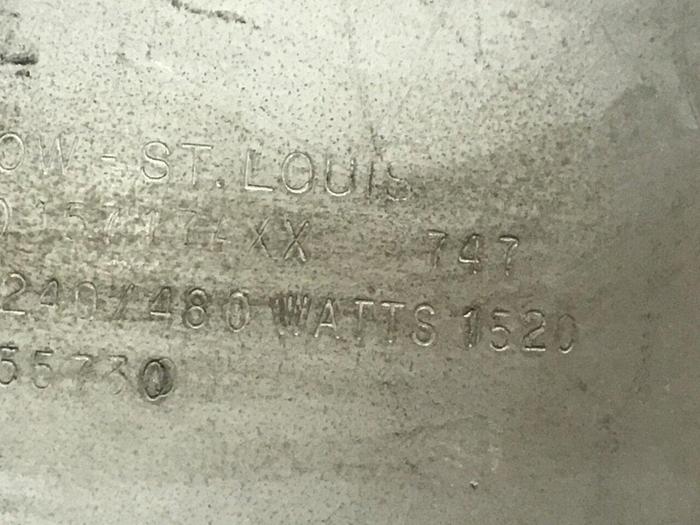 OW - ST. LOUIS
XX 747
240/480 WATTS 1520
55730